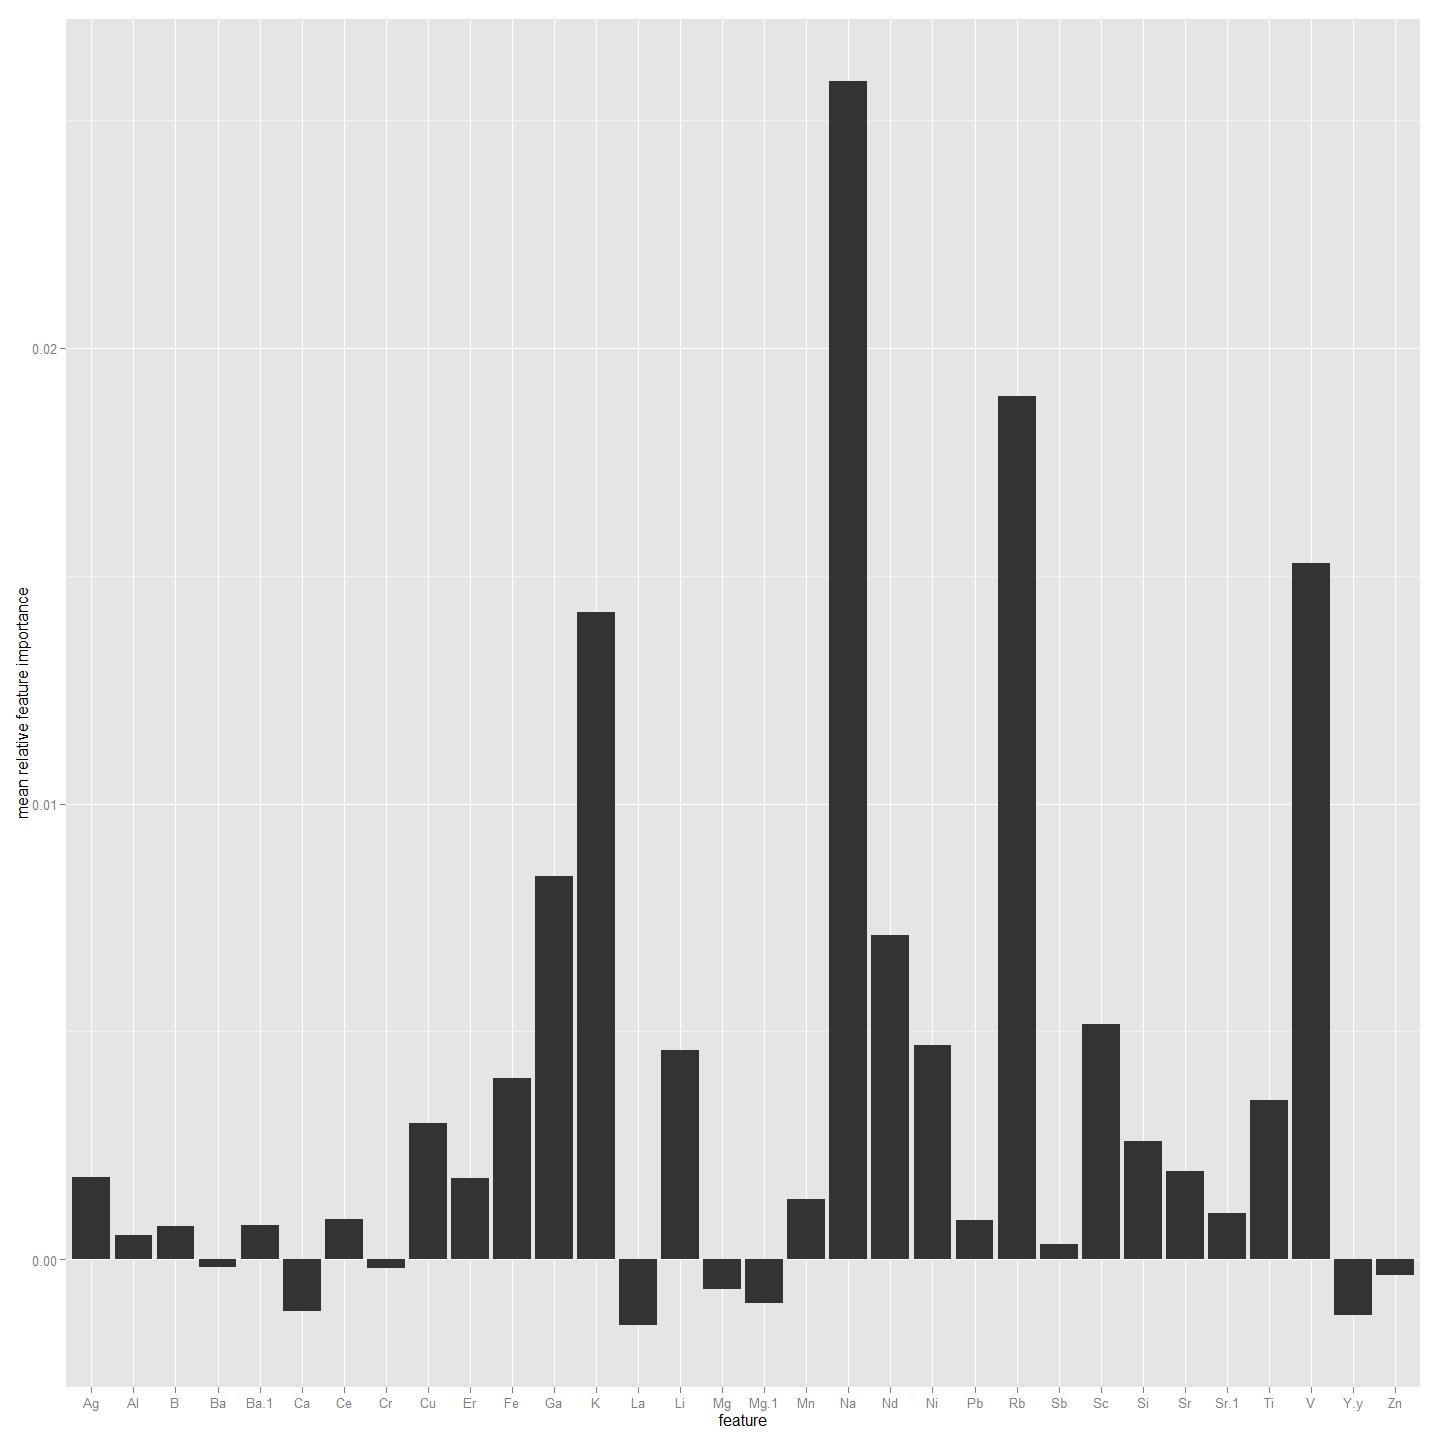 mean relative feature importance
0.02
0.01
0.00
Ag Al B Ba Ba.1 Ca Ce Cr Cu Er Fe Ga K La Li Mg Mg.1 Mn Na Nd Ni Pb Rb Sb Sc Si Sr Sr.1 Ti V Y.y Zn
feature